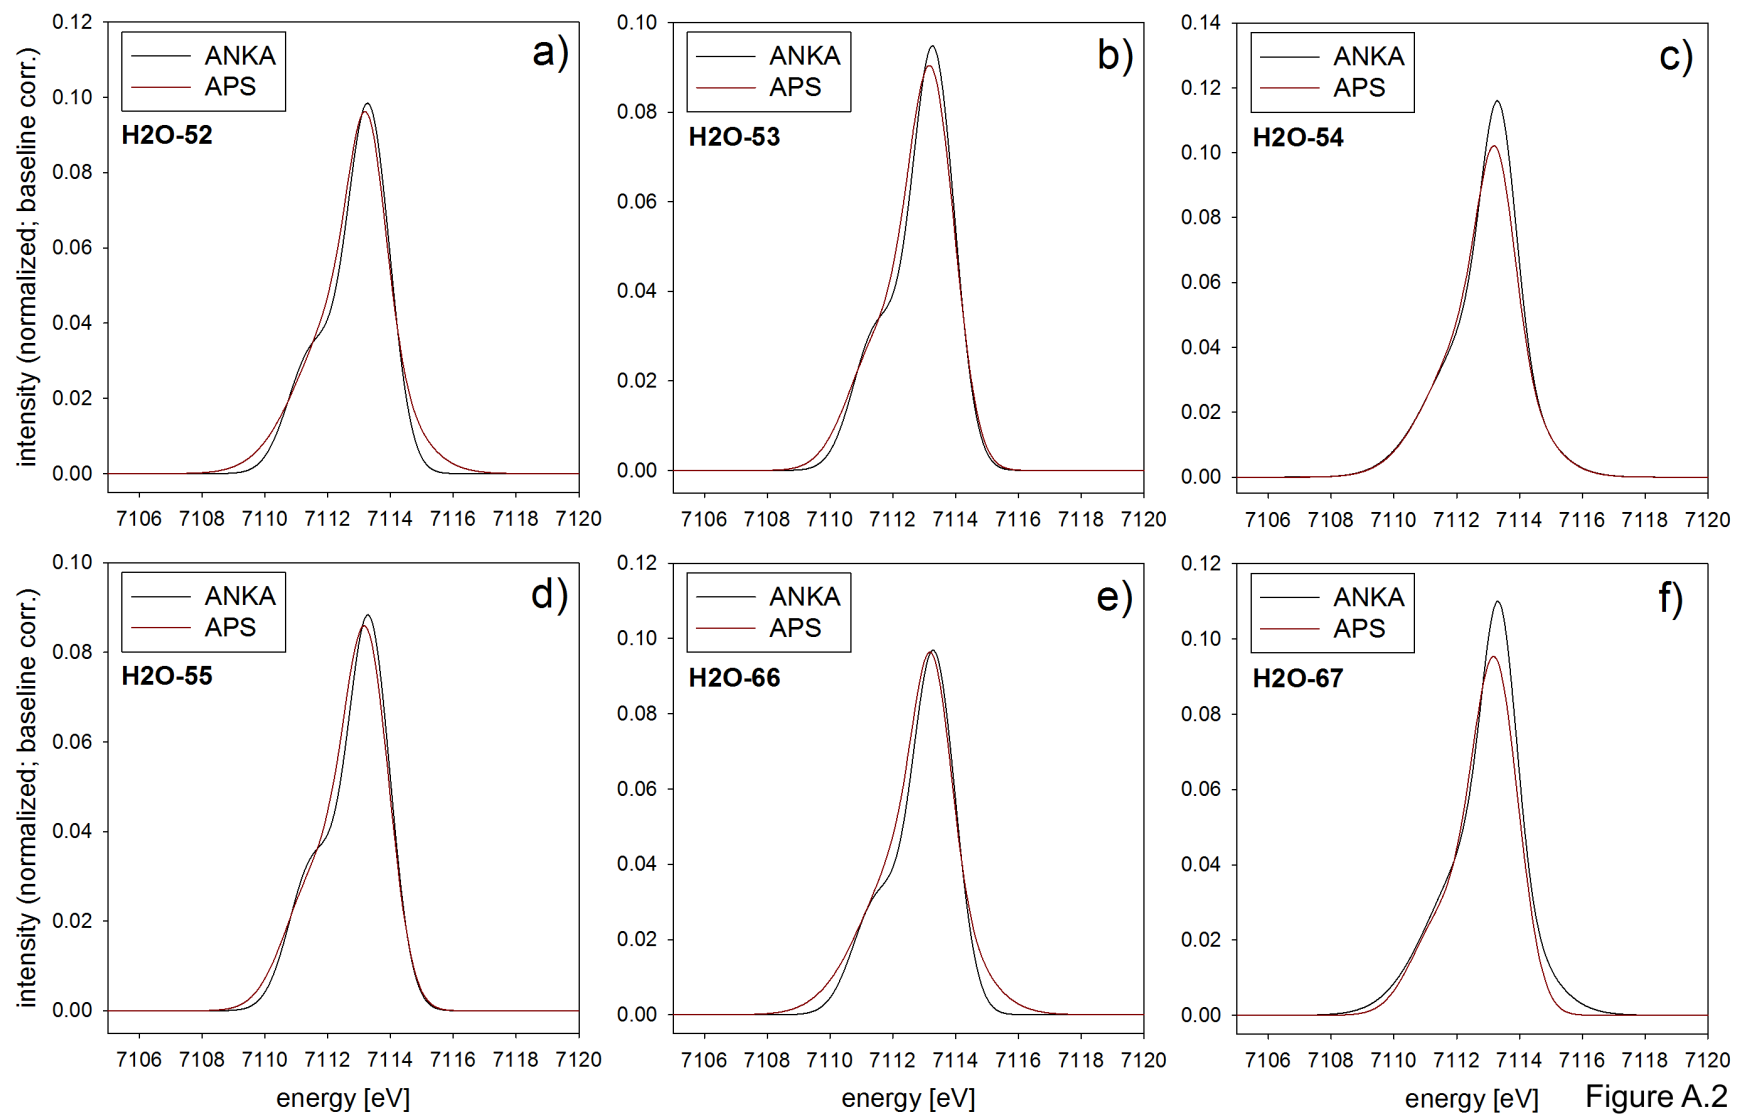 a)
ANKA
APS
H2O-52
0.12
0.10
0.08
0.06
0.04
0.02
0.00
7106 7108 7110 7112 7114 7116 7118 7120
intensity (normalized; baseline corr.)
b)
ANKA
APS
H2O-53
0.10
0.08
0.06
0.04
0.02
0.00
7106 7108 7110 7112 7114 7116 7118 7120
c)
ANKA
APS
H2O-54
0.14
0.12
0.10
0.08
0.06
0.04
0.02
0.00
7106 7108 7110 7112 7114 7116 7118 7120
d)
ANKA
APS
H2O-55
0.10
0.08
0.06
0.04
0.02
0.00
7106 7108 7110 7112 7114 7116 7118 7120
intensity (normalized; baseline corr.)
energy [eV]
e)
ANKA
APS
H2O-66
0.12
0.10
0.08
0.06
0.04
0.02
0.00
7106 7108 7110 7112 7114 7116 7118 7120
energy [eV]
f)
ANKA
APS
H2O-67
0.12
0.10
0.08
0.06
0.04
0.02
0.00
7106 7108 7110 7112 7114 7116 7118 7120
energy [eV]
Figure A.2